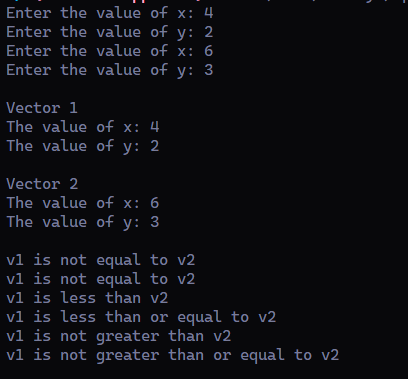 Enter the value of x: 4
Enter the value of y: 2
Enter the value of x: 6
Enter the value of y: 3
Vector 1
The value of x: 4
The value of y: 2
Vector 2
The value of x: 6
The value of y: 3
v1 is not equal to v2
v1 is not equal to v2
v1 is less than v2
v1 is less than or equal to v2
v1 is not greater than v2
v1 is not greater than or equal to v2